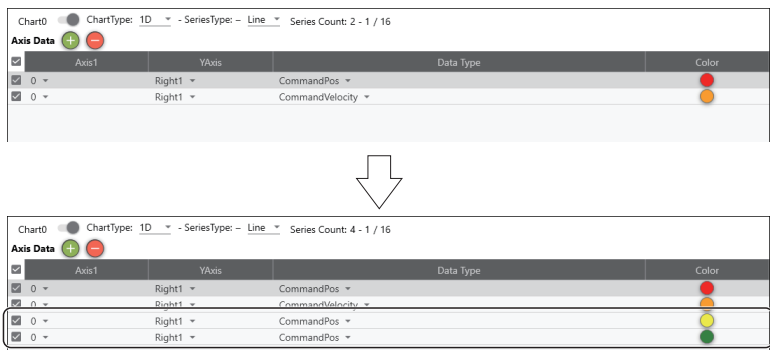 Chart0 ChartType: 1D - SeriesType: – Line Series Count: 2 - 1 / 16
Axis Data
Axis1 YAxis Data Type Color
0 Right1 CommandPos
0 Right1 CommandVelocity
Chart0 ChartType: 1D - SeriesType: – Line Series Count: 4 - 1 / 16
Axis Data
Axis1 YAxis Data Type Color
0 Right1 CommandPos
0 Right1 CommandVelocity
0 Right1 CommandPos
0 Right1 CommandPos